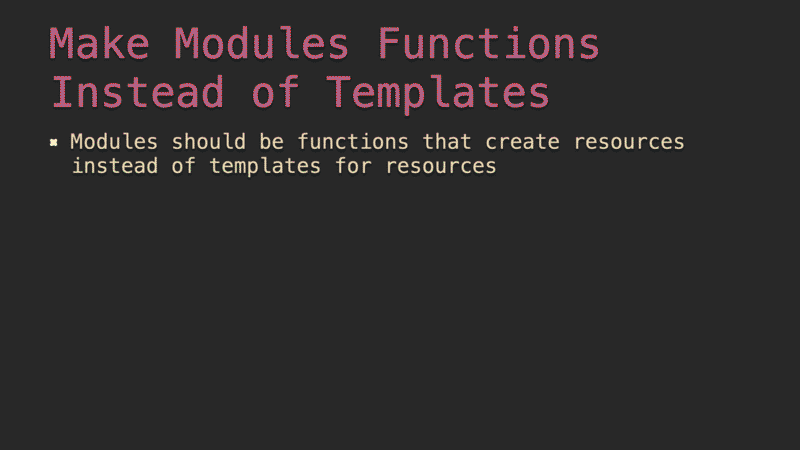 Make Modules Functions
Instead of Templates
✖ Modules should be functions that create resources
instead of templates for resources